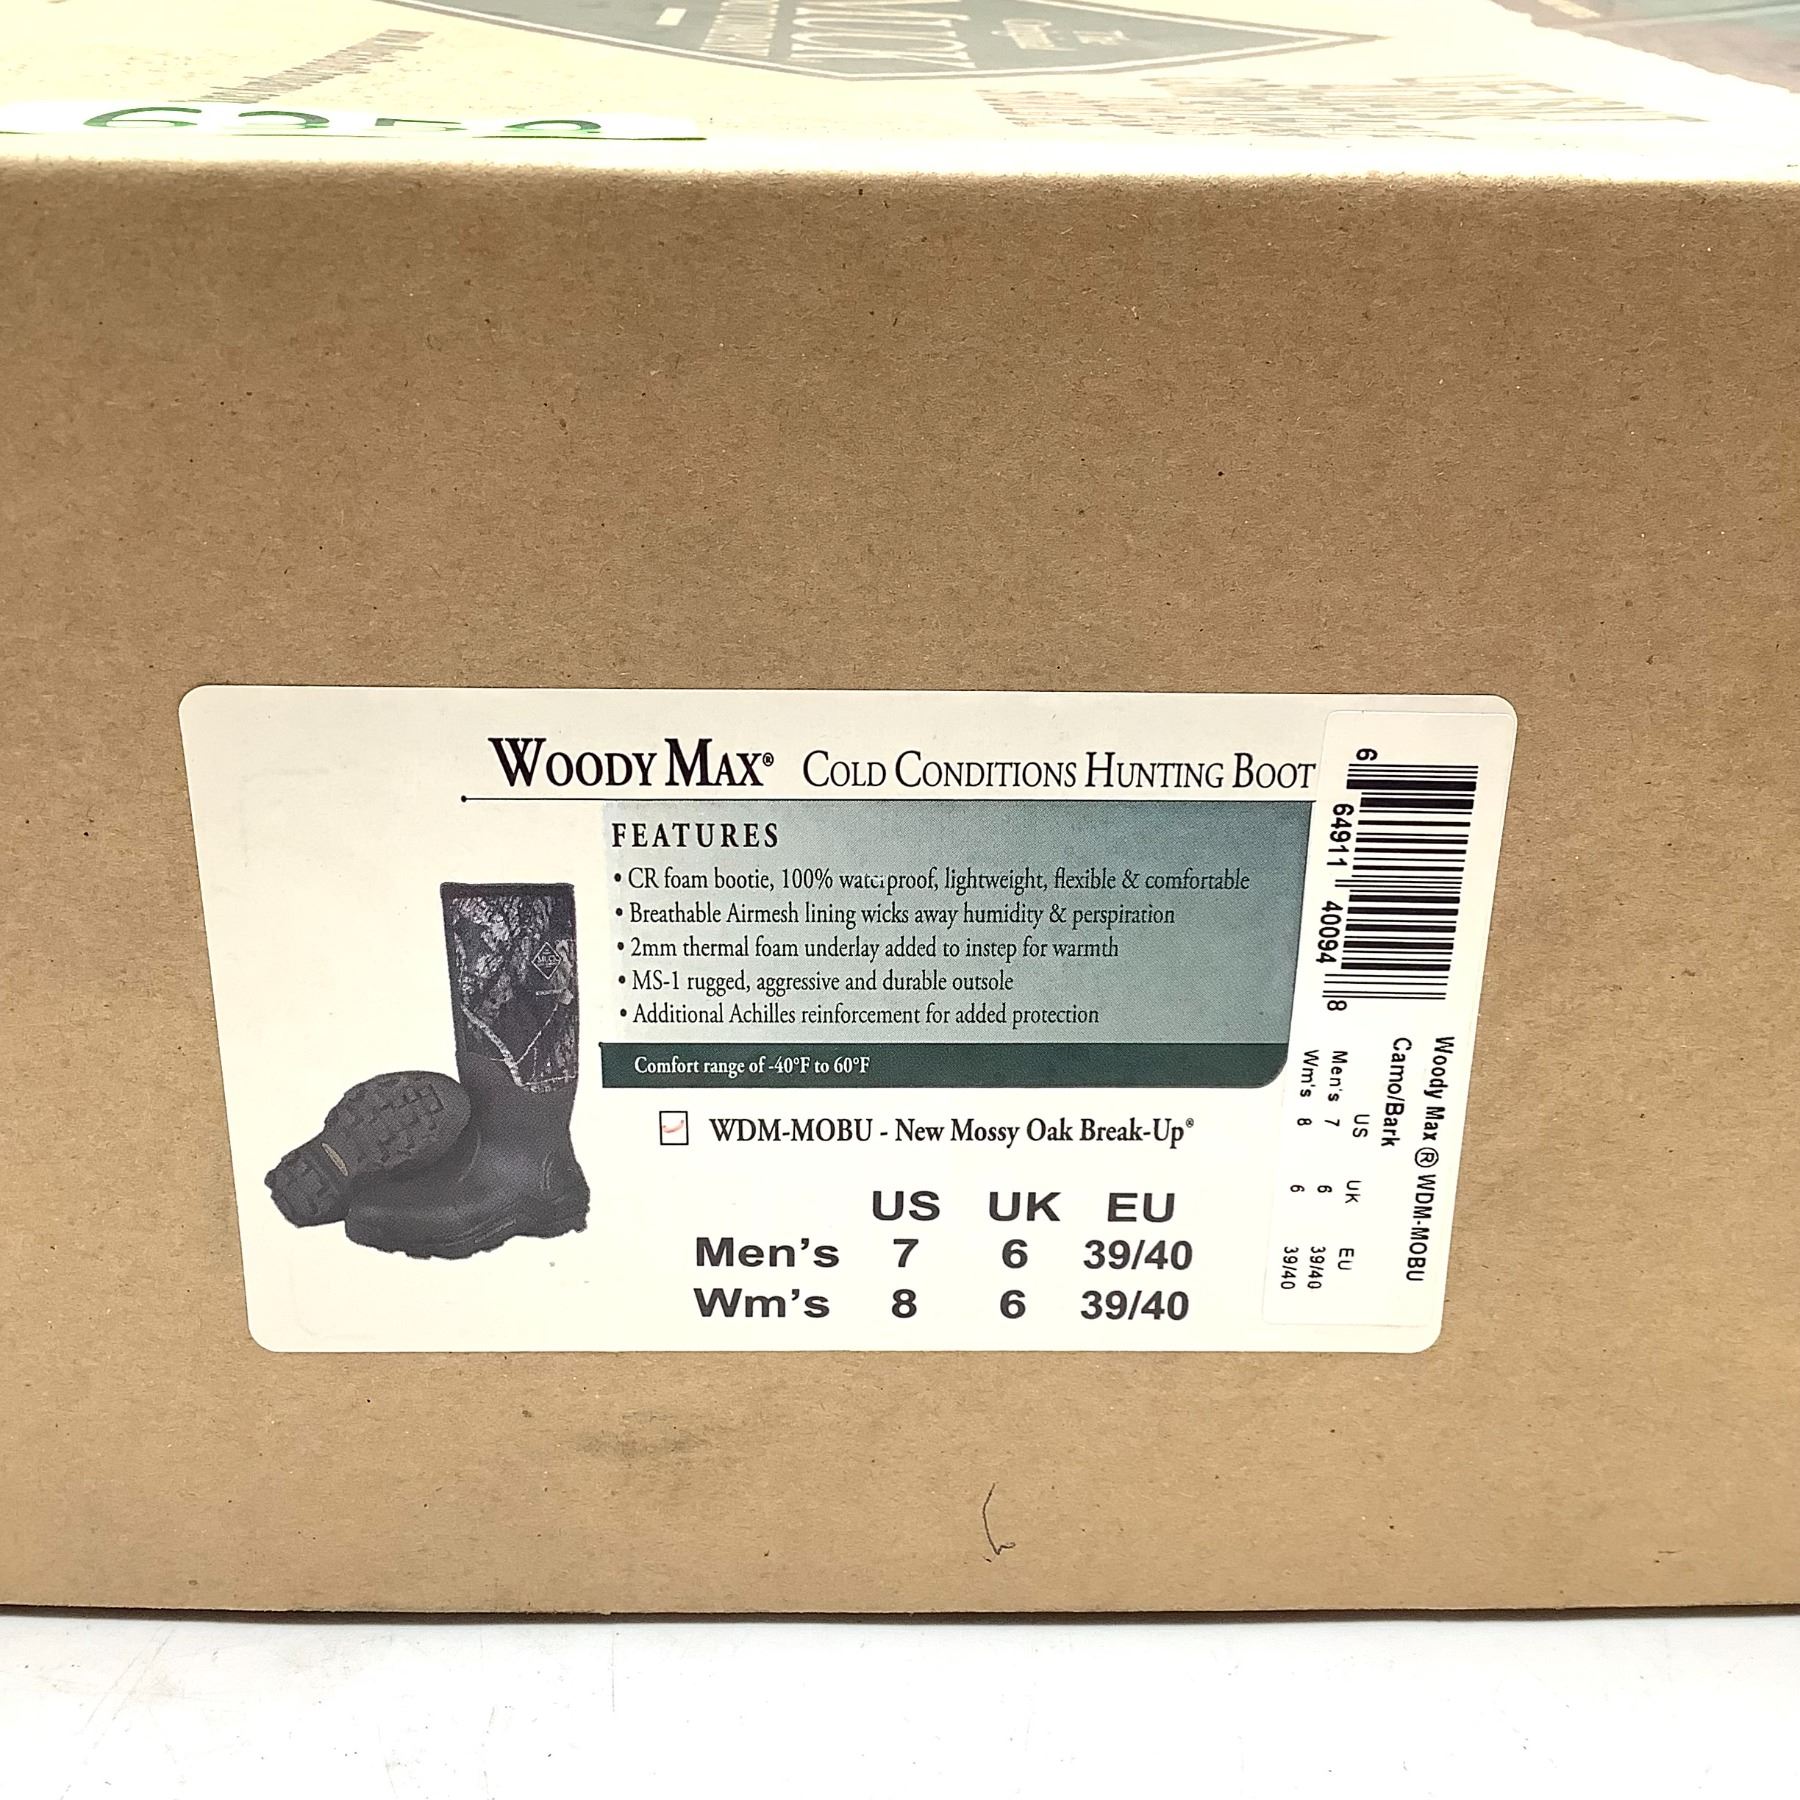 MUCK
The Original
WOODY MAX® COLD CONDITIONS HUNTING BOOT
FEATURES
• CR foam bootie, 100% waterproof, lightweight, flexible & comfortable
• Breathable Airmesh lining wicks away humidity & perspiration
• 2mm thermal foam underlay added to instep for warmth
• MS-1 rugged, aggressive and durable outsole
• Additional Achilles reinforcement for added protection
Comfort range of -40°F to 60°F
WDM-MOBU - New Mossy Oak Break-Up®
US UK EU
Men's 7 6 39/40
Wm's 8 6 39/40
6 64911 40094 8
Woody Max ® WDM-MOBU
Camo/Bark
US UK EU
Men's 7 6 39/40
Wm's 8 6 39/40